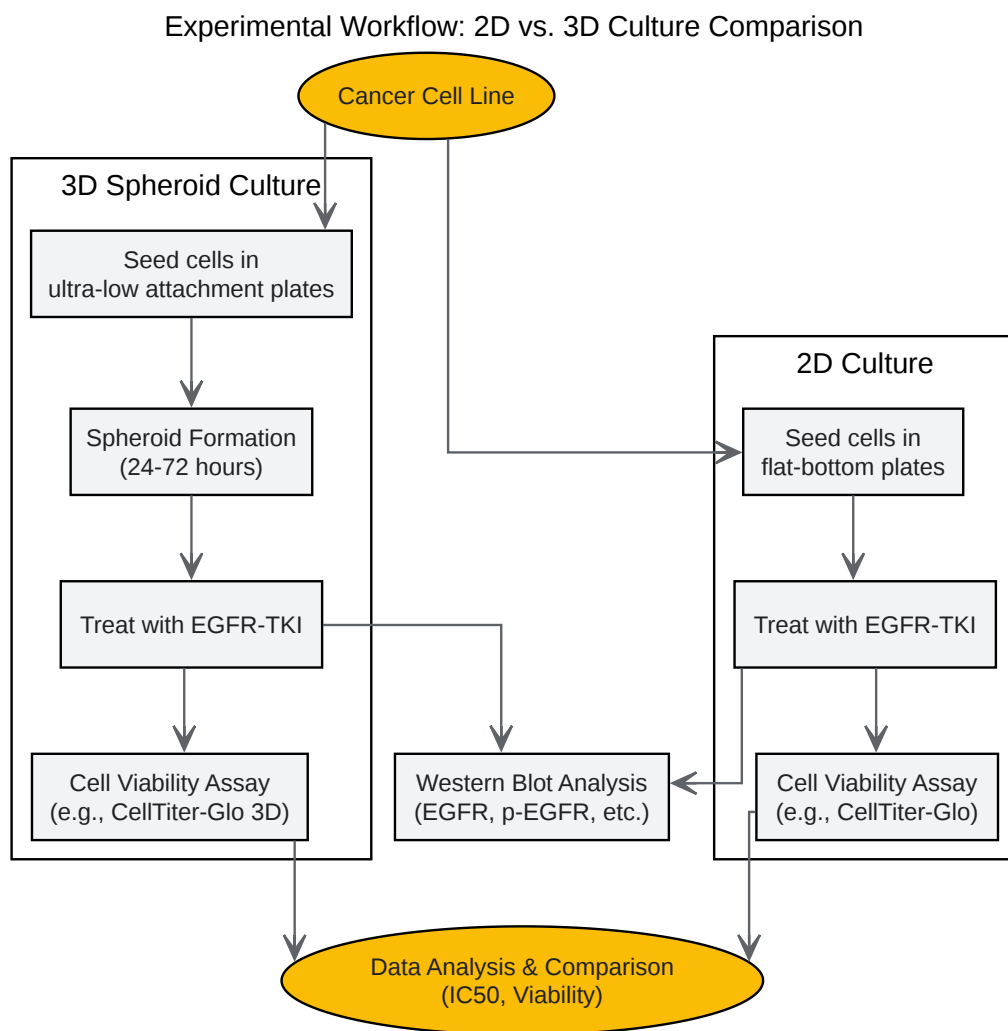 Experimental Workflow: 2D vs. 3D Culture Comparison
Cancer Cell Line
3D Spheroid Culture
Seed cells in
ultra-low attachment plates
Spheroid Formation
(24-72 hours)
Treat with EGFR-TKI
Cell Viability Assay
(e.g., CellTiter-Glo 3D)
Western Blot Analysis
(EGFR, p-EGFR, etc.)
2D Culture
Seed cells in
flat-bottom plates
Treat with EGFR-TKI
Cell Viability Assay
(e.g., CellTiter-Glo)
Data Analysis & Comparison
(IC50, Viability)